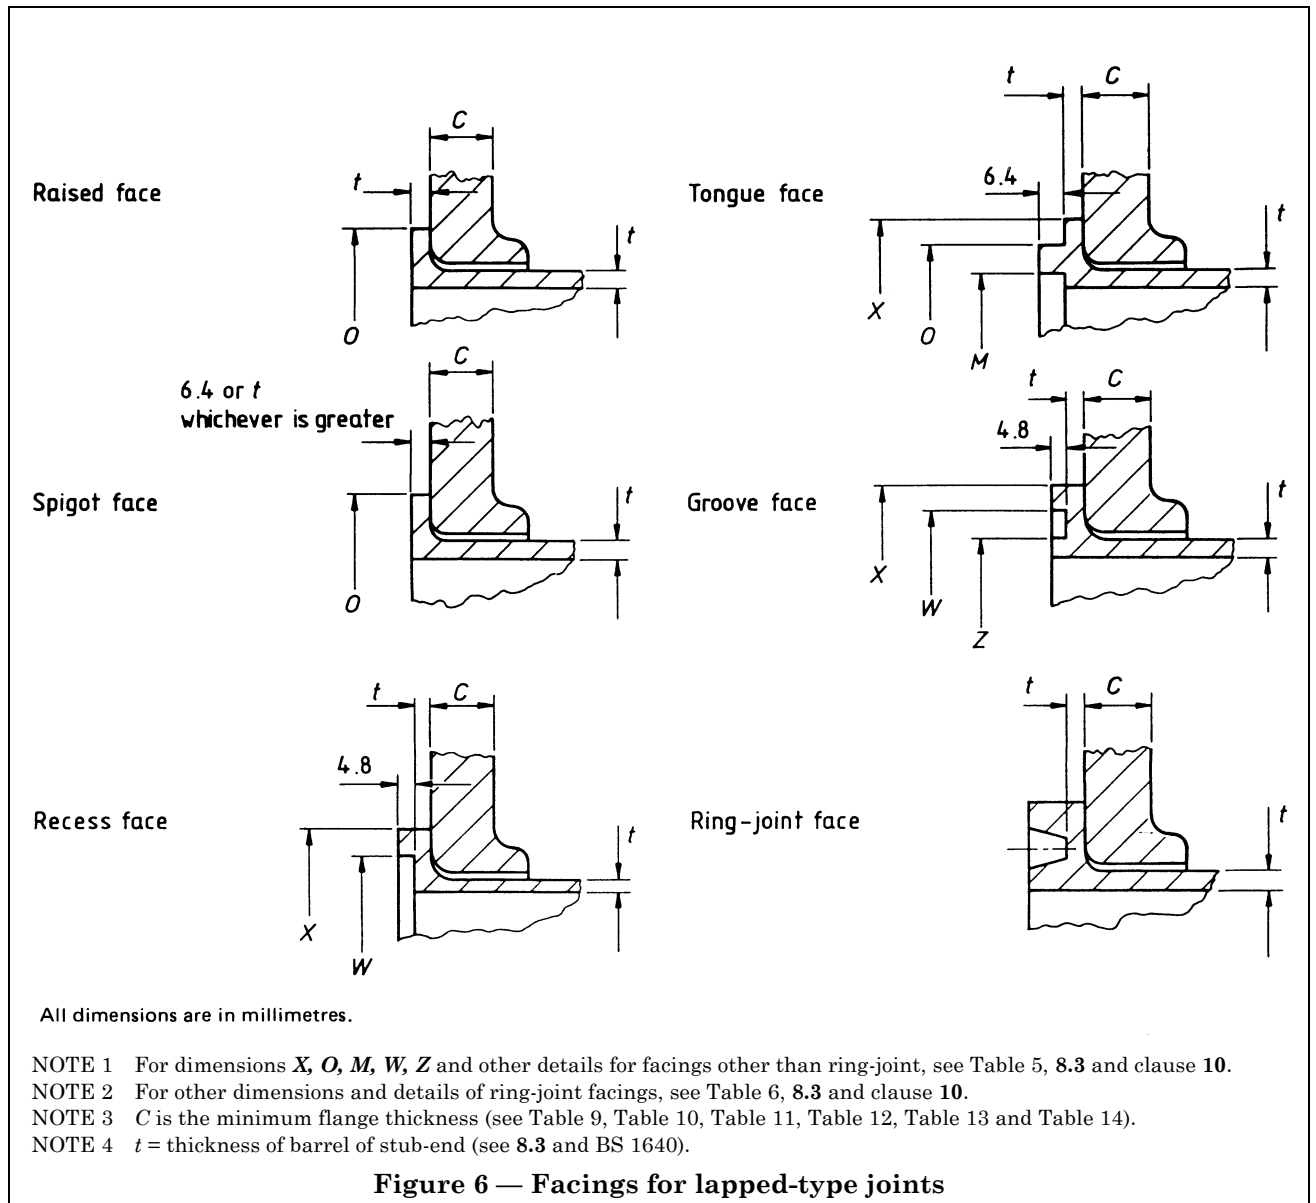 Raised face
t
C
t
O
Tongue face
t
C
6.4
t
X
O
M
Spigot face
6.4 or t
whichever is greater
C
t
O
Groove face
t
C
4.8
t
X
W
Z
Recess face
t
C
4.8
t
X
W
Ring-joint face
t
C
t
All dimensions are in millimetres.
NOTE 1 For dimensions X, O, M, W, Z and other details for facings other than ring-joint, see Table 5, 8.3 and clause 10.
NOTE 2 For other dimensions and details of ring-joint facings, see Table 6, 8.3 and clause 10.
NOTE 3 C is the minimum flange thickness (see Table 9, Table 10, Table 11, Table 12, Table 13 and Table 14).
NOTE 4 t = thickness of barrel of stub-end (see 8.3 and BS 1640).
Figure 6 — Facings for lapped-type joints